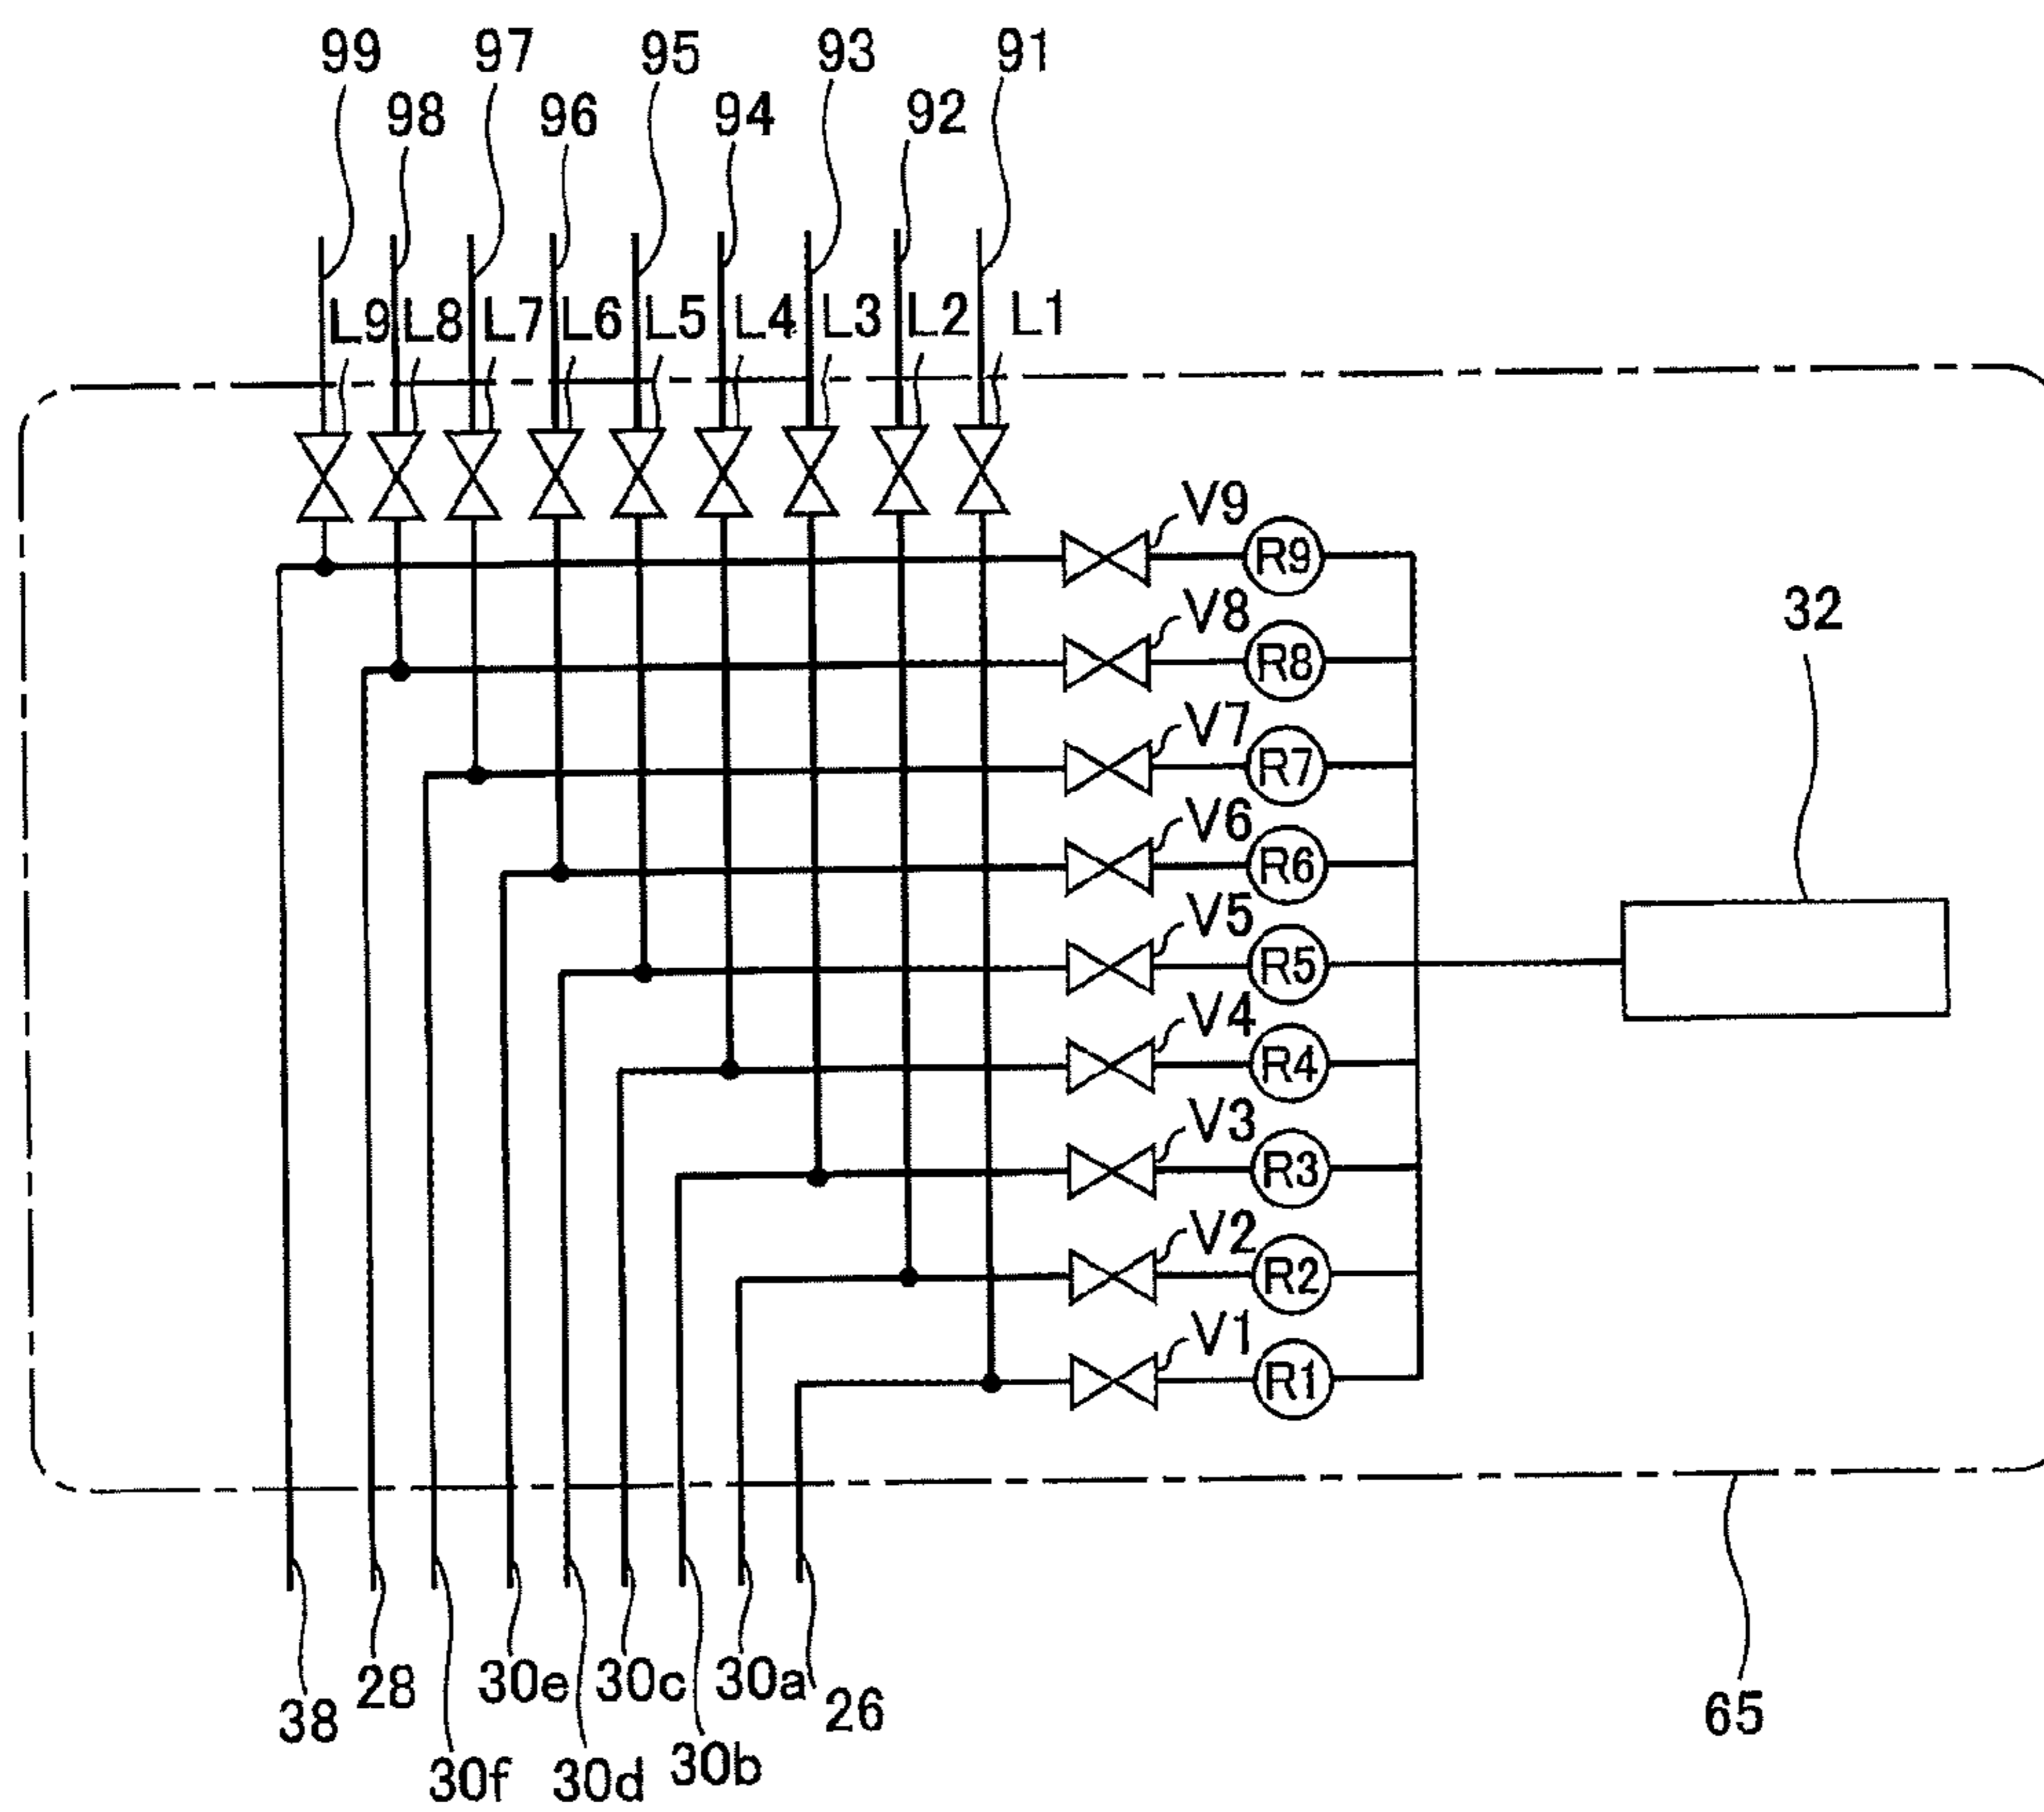 99 97 95 93 91
98 96 94 92
L9 L8 L7 L6 L5 L4 L3 L2 L1
V9 R9
32
V8 R8
V7 R7
V6 R6
V5 R5
V4 R4
V3 R3
V2 R2
V1 R1
38 28 30e 30c 30a 26 65
30f 30d 30b